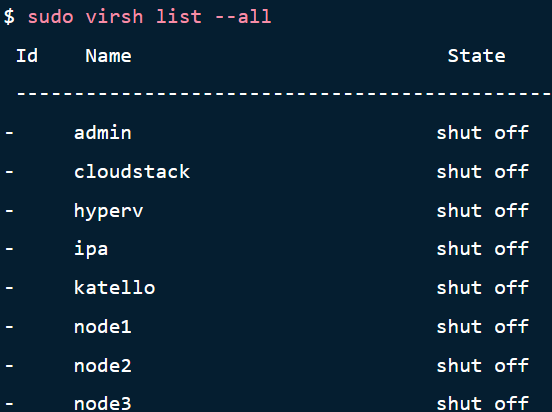 $ sudo virsh list --all
Id Name State
----------------------------------------------
- admin shut off
- cloudstack shut off
- hyperv shut off
- ipa shut off
- katello shut off
- node1 shut off
- node2 shut off
- node3 shut off